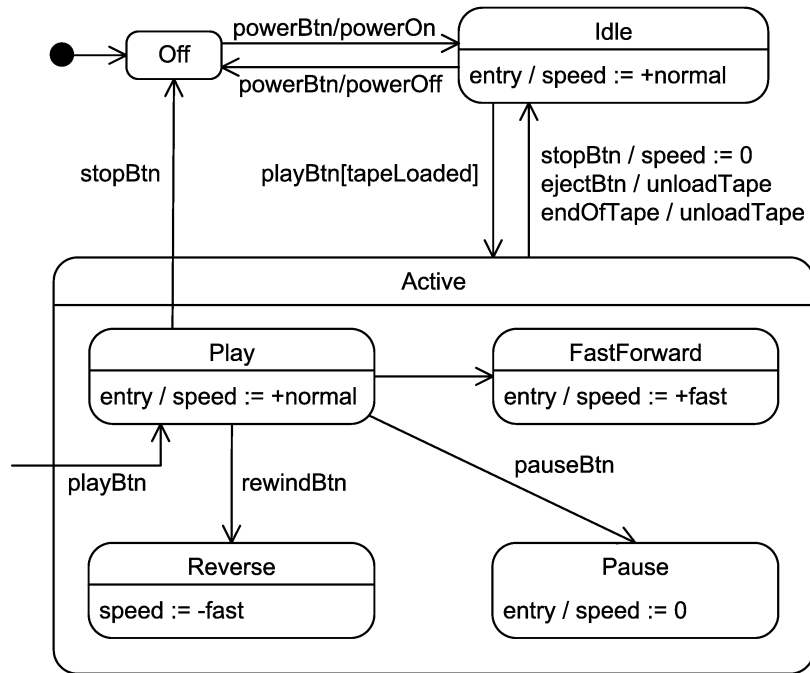 powerBtn/powerOn
Off
Idle
entry / speed := +normal
powerBtn/powerOff
stopBtn
playBtn[tapeLoaded]
stopBtn / speed := 0
ejectBtn / unloadTape
endOfTape / unloadTape
Active
Play
entry / speed := +normal
FastForward
entry / speed := +fast
playBtn
rewindBtn
pauseBtn
Reverse
speed := -fast
Pause
entry / speed := 0